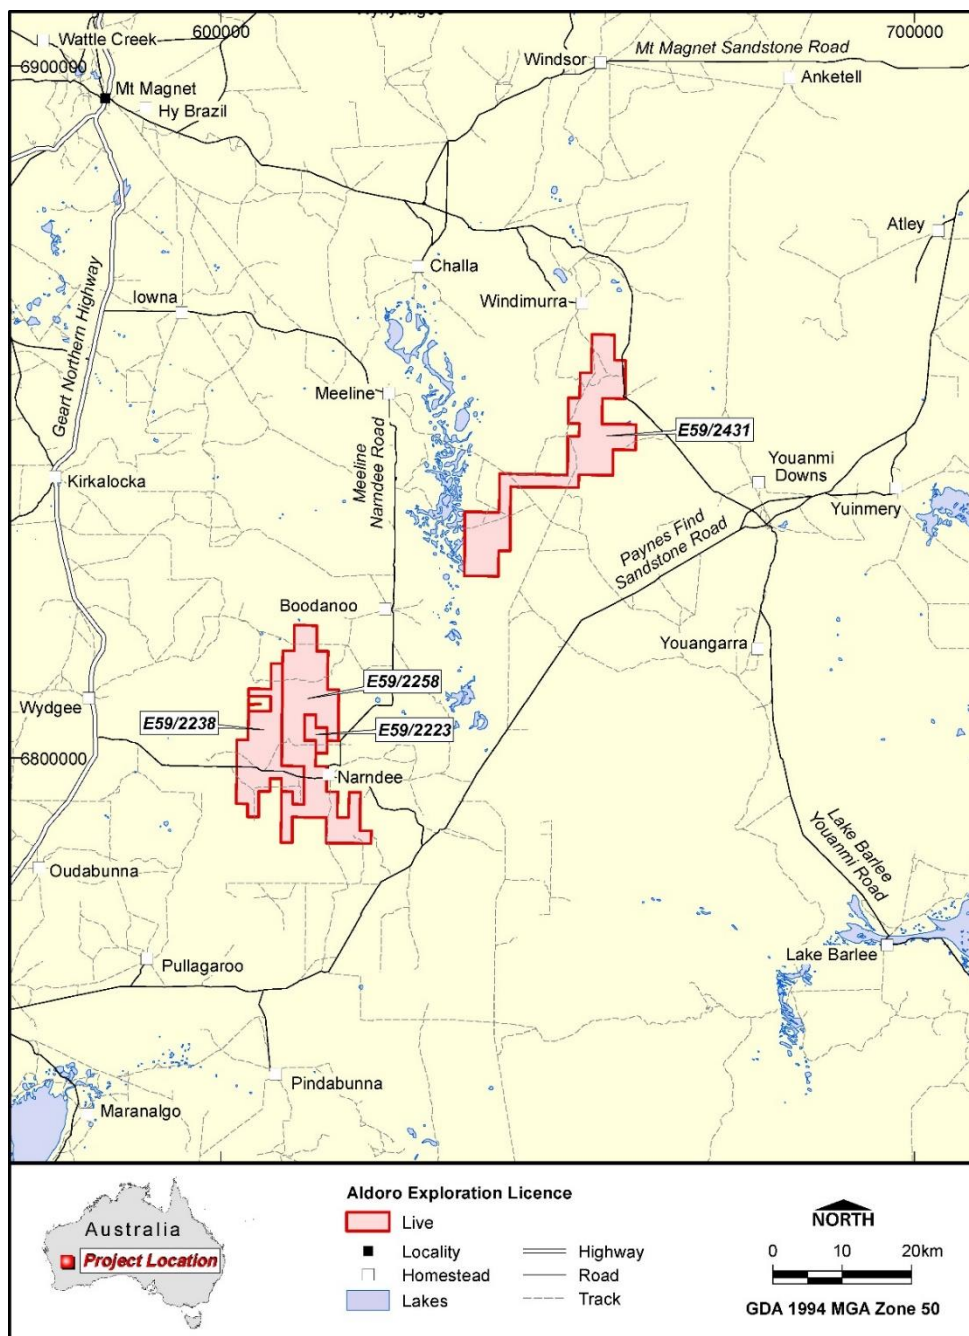 600000
700000
Wattle Creek
6900000
Mt Magnet
Hy Brazil
Windsor
Mt Magnet Sandstone Road
Anketell
Atley
Challa
Iowna
Windimurra
Geart Northern Highway
Meeline
Meeline
Narndee Road
E59/2431
Kirkalocka
Youanmi
Downs
Yuinmery
Paynes Find
Sandstone Road
Boodanoo
Youangarra
E59/2258
Wydgee
E59/2238
E59/2223
6800000
Narndee
Oudabunna
Lake Barlee
Youanmi Road
Pullagaroo
Lake Barlee
Pindabunna
Maranalgo
Australia
Project Location
Aldoro Exploration Licence
Live
Locality
Homestead
Lakes
Highway
Road
Track
NORTH
0 10 20km
GDA 1994 MGA Zone 50